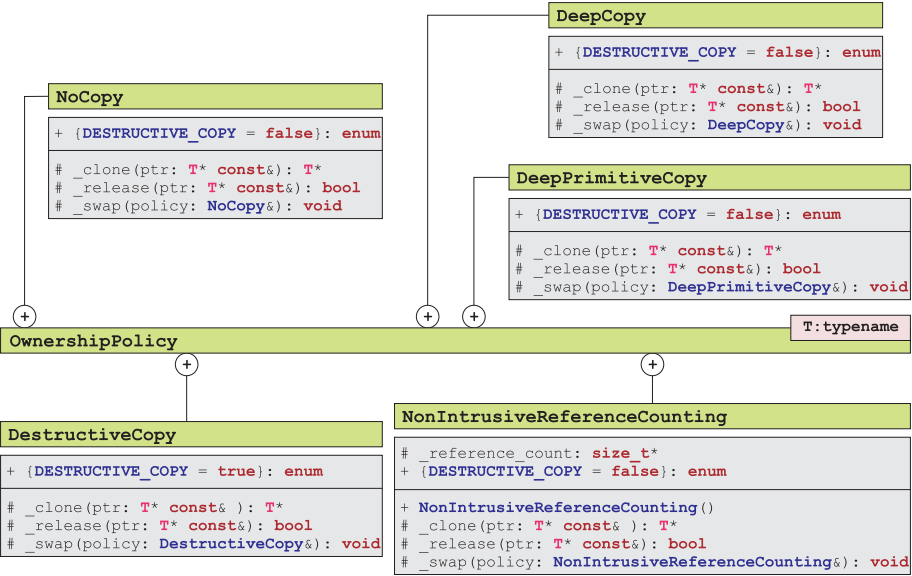 DeepCopy
+ {DESTRUCTIVE_COPY = false}: enum
# _clone(ptr: T* const&): T*
# _release(ptr: T* const&): bool
# _swap(policy: DeepCopy&): void
NoCopy
+ {DESTRUCTIVE_COPY = false}: enum
# _clone(ptr: T* const&): T*
# _release(ptr: T* const&): bool
# _swap(policy: NoCopy&): void
DeepPrimitiveCopy
+ {DESTRUCTIVE_COPY = false}: enum
# _clone(ptr: T* const&): T*
# _release(ptr: T* const&): bool
# _swap(policy: DeepPrimitiveCopy&): void
+
+
+
T:typename
OwnershipPolicy
+
+
DestructiveCopy
+ {DESTRUCTIVE_COPY = true}: enum
# _clone(ptr: T* const& ): T*
# _release(ptr: T* const&): bool
# _swap(policy: DestructiveCopy&): void
NonIntrusiveReferenceCounting
# _reference_count: size_t*
+ {DESTRUCTIVE_COPY = false}: enum
+ NonIntrusiveReferenceCounting()
# _clone(ptr: T* const& ): T*
# _release(ptr: T* const&): bool
# _swap(policy: NonIntrusiveReferenceCounting&): void